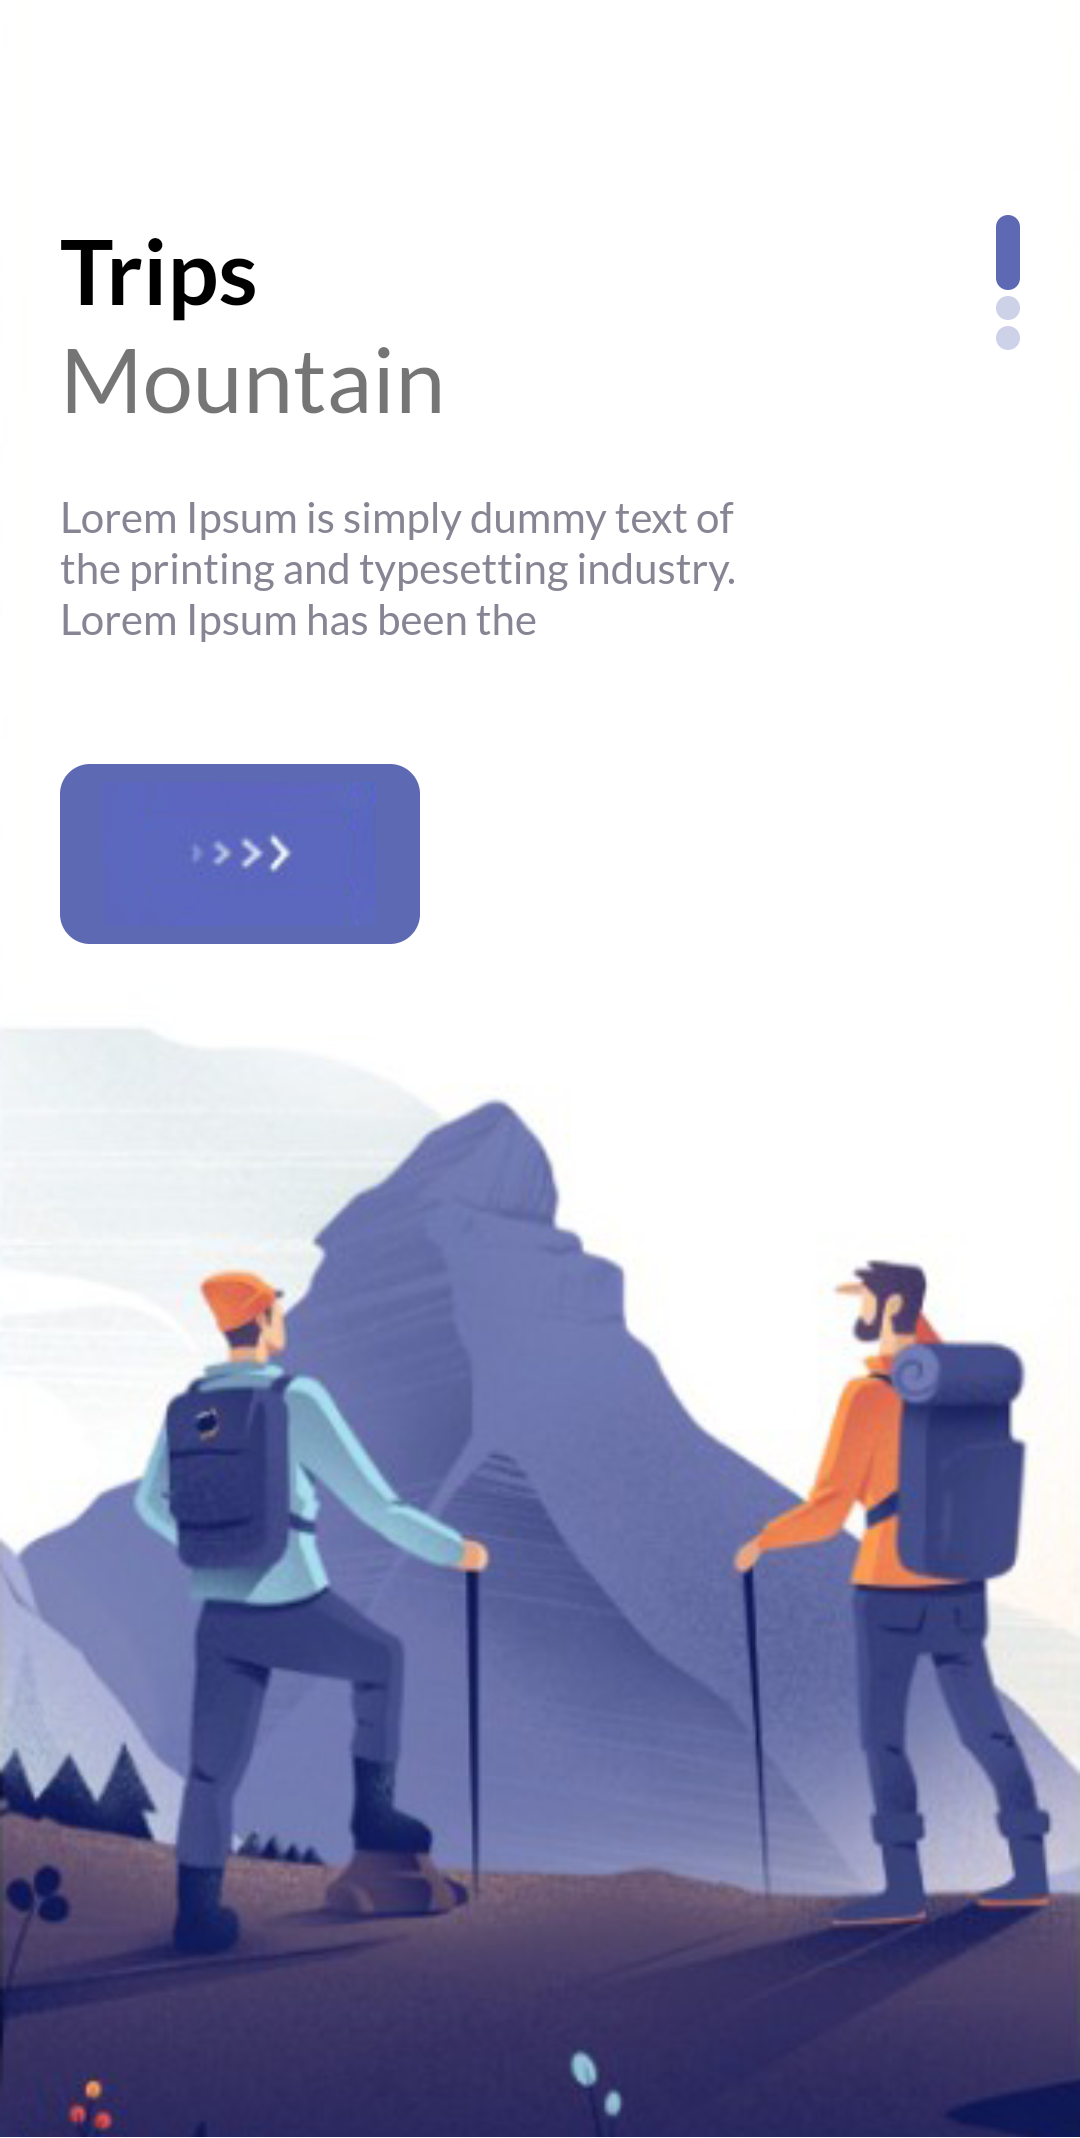 Trips
Mountain
Lorem Ipsum is simply dummy text of
the printing and typesetting industry.
Lorem Ipsum has been the